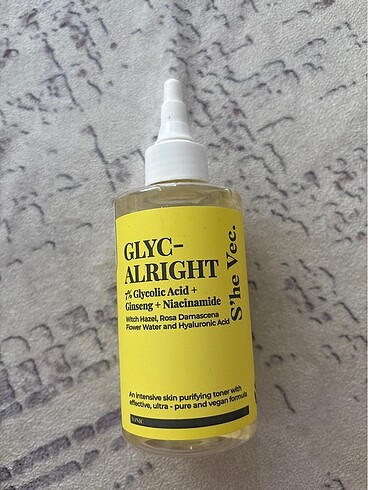 GLYC-
ALRIGHT
7% Glycolic Acid +
Ginseng + Niacinamide
Witch Hazel, Rosa Damascena
Flower Water and Hyaluronic Acid
S'he Vec.
An intensive skin purifying toner with
effective, ultra - pure and vegan formula
TONIC